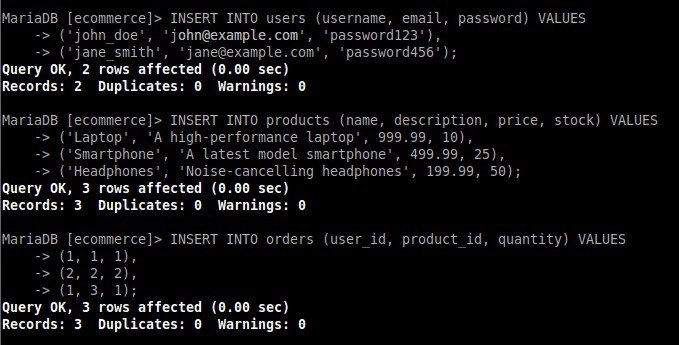 MariaDB [ecommerce]> INSERT INTO users (username, email, password) VALUES
    -> ('john_doe', 'john@example.com', 'password123'),
    -> ('jane_smith', 'jane@example.com', 'password456');
Query OK, 2 rows affected (0.00 sec)
Records: 2  Duplicates: 0  Warnings: 0
MariaDB [ecommerce]> INSERT INTO products (name, description, price, stock) VALUES
    -> ('Laptop', 'A high-performance laptop', 999.99, 10),
    -> ('Smartphone', 'A latest model smartphone', 499.99, 25),
    -> ('Headphones', 'Noise-cancelling headphones', 199.99, 50);
Query OK, 3 rows affected (0.00 sec)
Records: 3  Duplicates: 0  Warnings: 0
MariaDB [ecommerce]> INSERT INTO orders (user_id, product_id, quantity) VALUES
    -> (1, 1, 1),
    -> (2, 2, 2),
    -> (1, 3, 1);
Query OK, 3 rows affected (0.00 sec)
Records: 3  Duplicates: 0  Warnings: 0